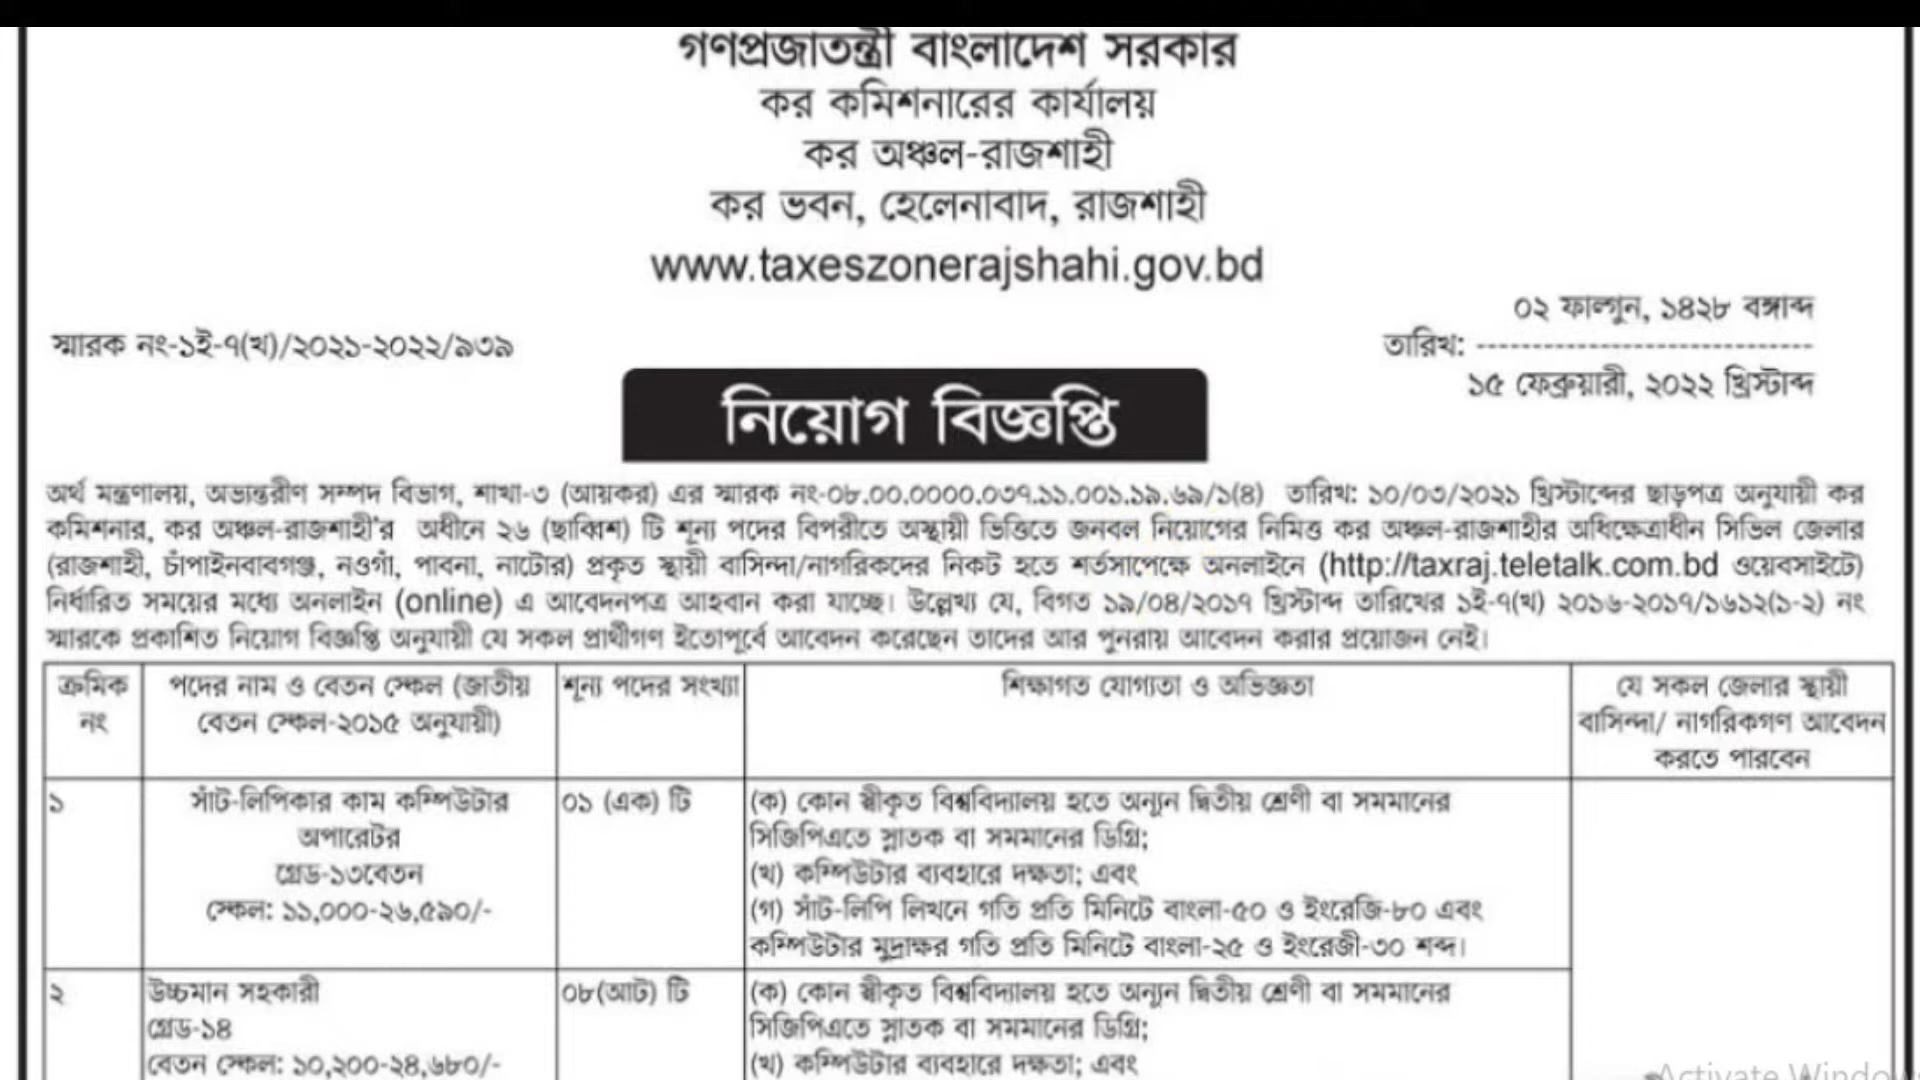 গণপ্রজাতন্ত্রী বাংলাদেশ সরকার
কর কমিশনারের কার্যালয়
কর অঞ্চল-রাজশাহী
কর ভবন, হেলেনাবাদ, রাজশাহী
www.taxeszonerajshahi.gov.bd
স্মারক নং-১ই-৭(খ)/২০২১-২০২২/৯৩৯
০২ ফাল্গুন, ১৪২৮ বঙ্গাব্দ
তারিখ: ------------------------------
১৫ ফেব্রুয়ারী, ২০২২ খ্রিস্টাব্দ
নিয়োগ বিজ্ঞপ্তি
অর্থ মন্ত্রণালয়, অভ্যন্তরীণ সম্পদ বিভাগ, শাখা-৩ (আয়কর) এর স্মারক নং-০৮.০০.০০০০.০৩৭.১১.০০১.১৯.৬৯/১(৪) তারিখ: ১০/০৩/২০২১ খ্রিস্টাব্দের ছাড়পত্র অনুযায়ী কর
কমিশনার, কর অঞ্চল-রাজশাহী'র অধীনে ২৬ (ছাব্বিশ) টি শূন্য পদের বিপরীতে অস্থায়ী ভিত্তিতে জনবল নিয়োগের নিমিত্ত কর অঞ্চল-রাজশাহীর অধিক্ষেত্রাধীন সিভিল জেলার
(রাজশাহী, চাঁপাইনবাবগঞ্জ, নওগাঁ, পাবনা, নাটোর) প্রকৃত স্থায়ী বাসিন্দা/নাগরিকদের নিকট হতে শর্তসাপেক্ষে অনলাইনে (http://taxraj.teletalk.com.bd ওয়েবসাইটে)
নির্ধারিত সময়ের মধ্যে অনলাইন (online) এ আবেদনপত্র আহবান করা যাচ্ছে। উল্লেখ্য যে, বিগত ১৯/০৪/২০১৭ খ্রিস্টাব্দ তারিখের ১ই-৭(খ) ২০১৬-২০১৭/১৬১২(১-২) নং
স্মারকে প্রকাশিত নিয়োগ বিজ্ঞপ্তি অনুযায়ী যে সকল প্রার্থীগণ ইতোপূর্বে আবেদন করেছেন তাদের আর পুনরায় আবেদন করার প্রয়োজন নেই।
ক্রমিক নং
পদের নাম ও বেতন স্কেল (জাতীয়
বেতন স্কেল-২০১৫ অনুযায়ী)
শূন্য পদের সংখ্যা
শিক্ষাগত যোগ্যতা ও অভিজ্ঞতা
যে সকল জেলার স্থায়ী
বাসিন্দা/ নাগরিকগণ আবেদন
করতে পারবেন
১
সাঁট-লিপিকার কাম কম্পিউটার
অপারেটর
গ্রেড-১৩বেতন
স্কেল: ১১,০০০-২৬,৫৯০/-
০১ (এক) টি
(ক) কোন স্বীকৃত বিশ্ববিদ্যালয় হতে অন্যূন দ্বিতীয় শ্রেণী বা সমমানের
সিজিপিএতে স্নাতক বা সমমানের ডিগ্রি;
(খ) কম্পিউটার ব্যবহারে দক্ষতা; এবং
(গ) সাঁট-লিপি লিখনে গতি প্রতি মিনিটে বাংলা-৫০ ও ইংরেজি-৮০ এবং
কম্পিউটার মুদ্রাক্ষর গতি প্রতি মিনিটে বাংলা-২৫ ও ইংরেজী-৩০ শব্দ।
২
উচ্চমান সহকারী
গ্রেড-১৪
বেতন স্কেল: ১০,২০০-২৪,৬৮০/-
০৮(আট) টি
(ক) কোন স্বীকৃত বিশ্ববিদ্যালয় হতে অন্যূন দ্বিতীয় শ্রেণী বা সমমানের
সিজিপিএতে স্নাতক বা সমমানের ডিগ্রি;
(খ) কম্পিউটার ব্যবহারে দক্ষতা; এবং